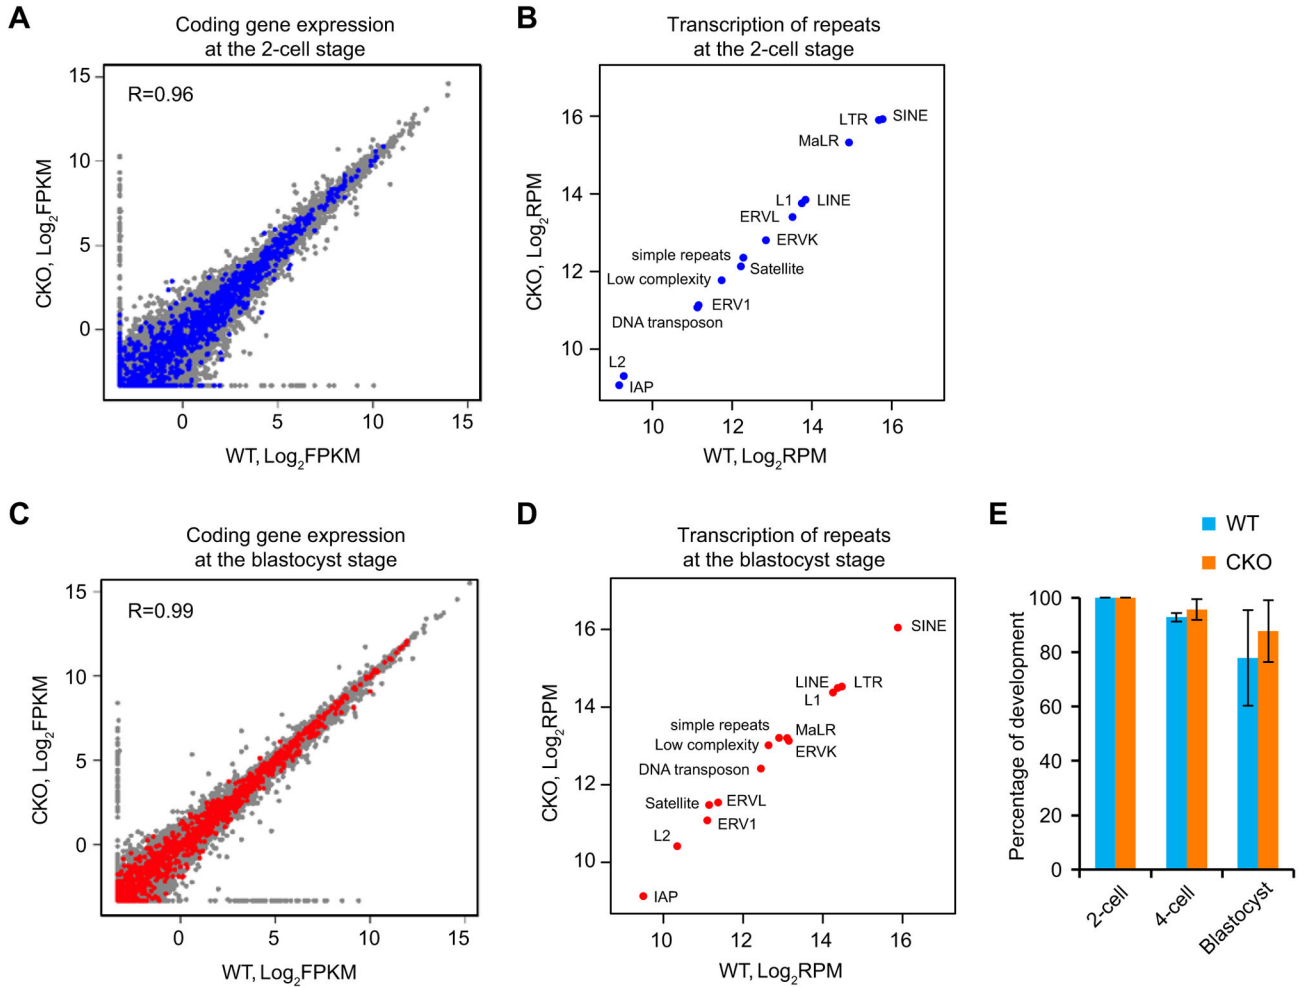 A
Coding gene expression
at the 2-cell stage
R=0.96
15
10
5
0
CKO, Log2FPKM
0
5
10
15
WT, Log2FPKM
B
Transcription of repeats
at the 2-cell stage
16
14
12
10
CKO, Log2RPM
LTR
SINE
MaLR
L1
LINE
ERVL
ERVK
simple repeats
Satellite
Low complexity
ERV1
DNA transposon
L2
IAP
10
12
14
16
WT, Log2RPM
C
Coding gene expression
at the blastocyst stage
R=0.99
15
10
5
0
CKO, Log2FPKM
0
5
10
15
WT, Log2FPKM
D
Transcription of repeats
at the blastocyst stage
16
14
12
10
CKO, Log2RPM
SINE
LINE
LTR
L1
simple repeats
MaLR
Low complexity
ERVK
DNA transposon
Satellite
ERVL
ERV1
L2
IAP
10
12
14
16
WT, Log2RPM
E
WT
CKO
100
80
60
40
20
0
Percentage of development
2-cell
4-cell
Blastocyst